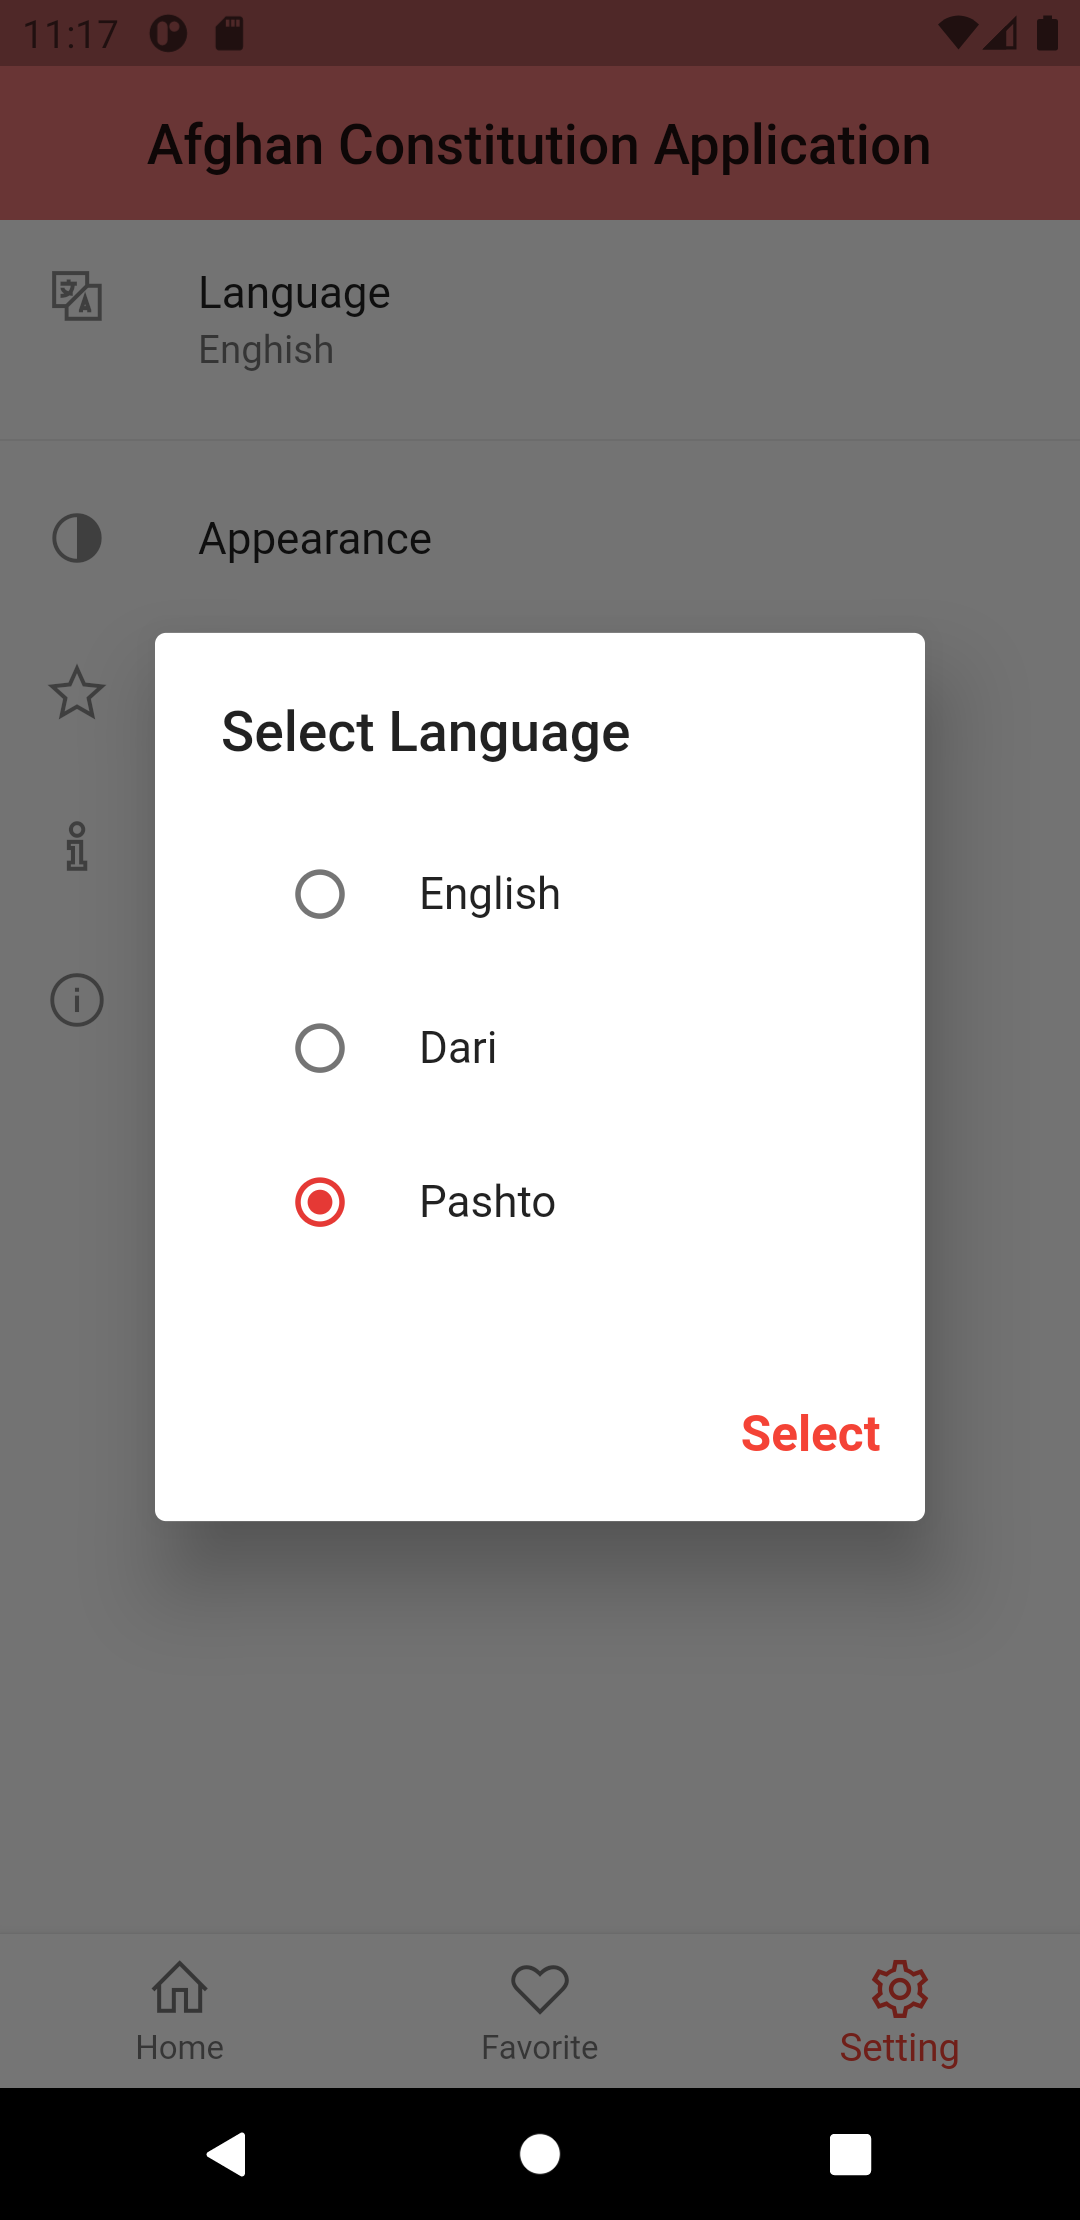 11:17
Afghan Constitution Application
Language
Enghish
Appearance
Select Language
English
Dari
Pashto
Select
Home
Favorite
Setting